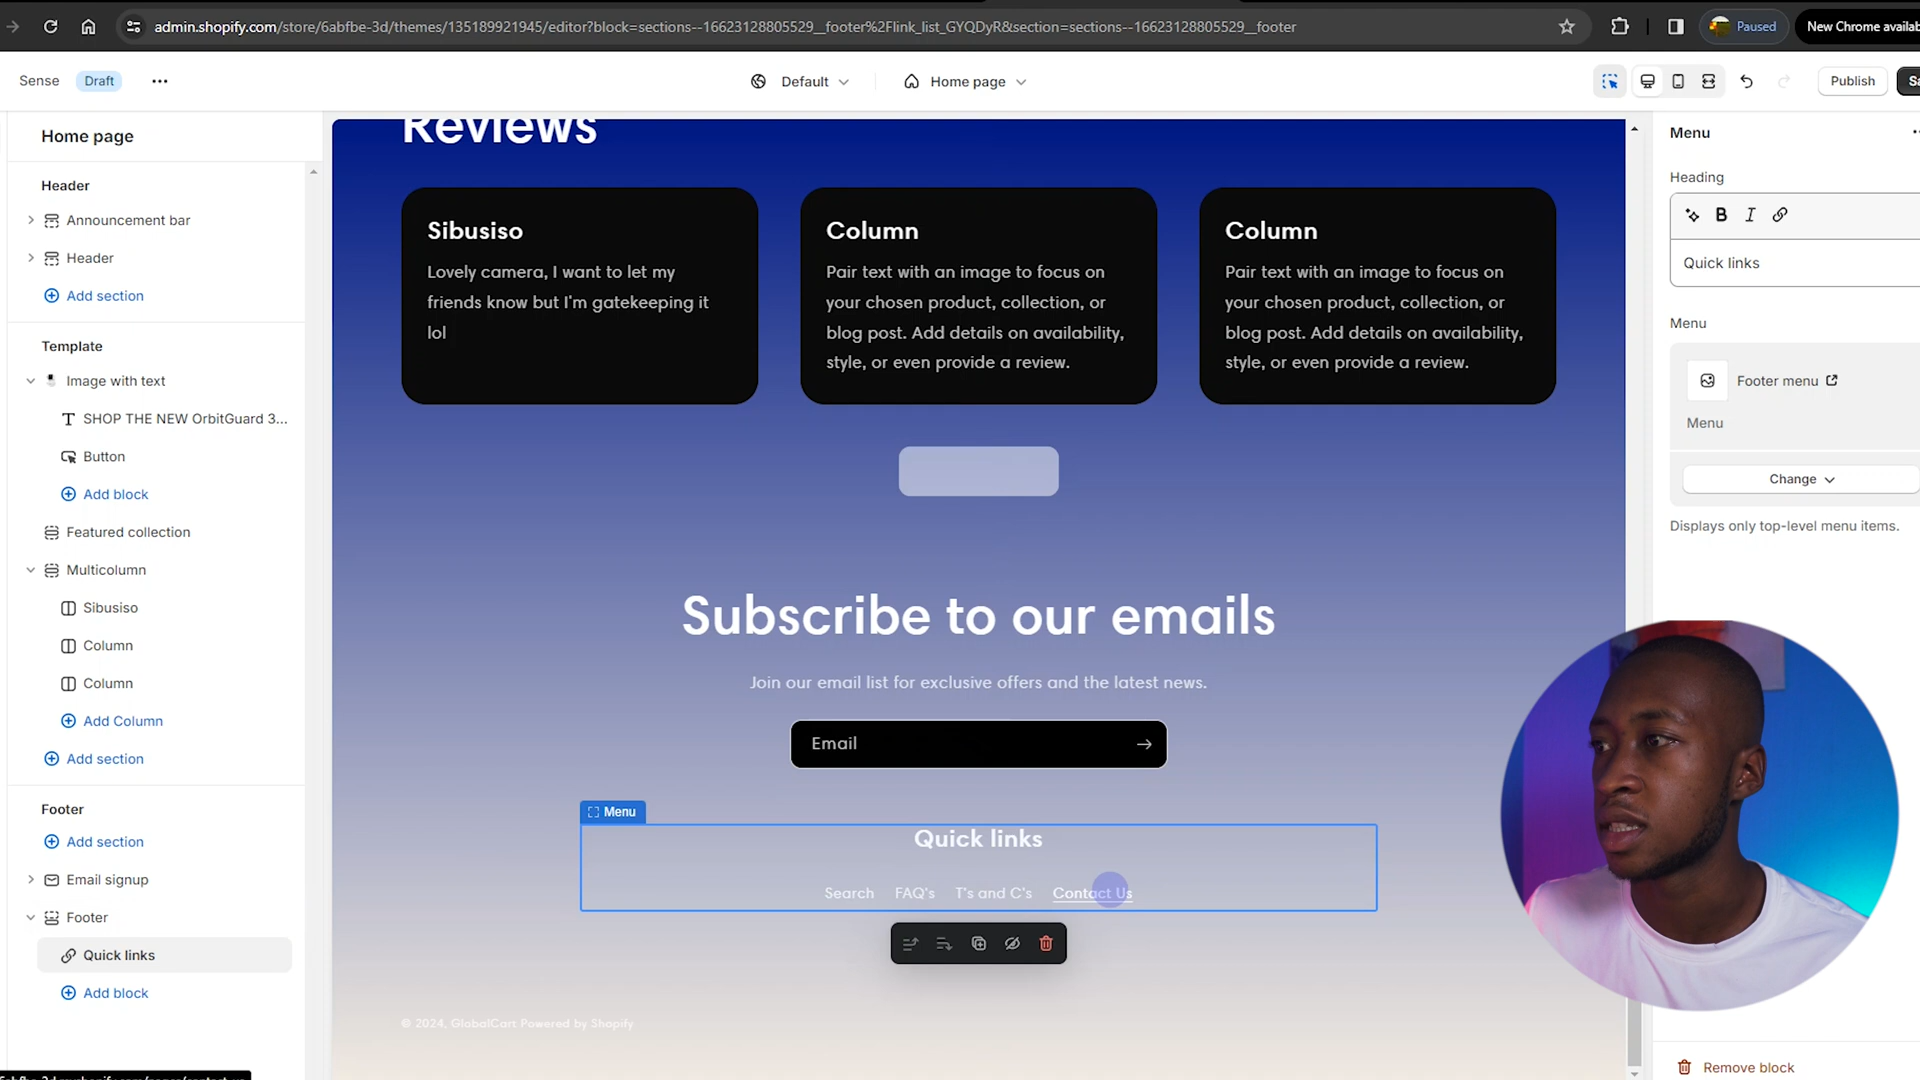 admin.shopify.com/store/6abfbe-3d/themes/135189921945/editor?block=sections--16623128805529__footer%2Flink_list_GYQDyR&section=sections--16623128805529__footer
Paused
New Chrome availab
Sense
Draft
Default
Home page
Publish
Sa
Home page
Header
Announcement bar
Header
Add section
Template
Image with text
SHOP THE NEW OrbitGuard 3...
Button
Add block
Featured collection
Multicolumn
Sibusiso
Column
Column
Add Column
Add section
Footer
Add section
Email signup
Footer
Quick links
Add block
Reviews
Sibusiso
Lovely camera, I want to let my
friends know but I'm gatekeeping it
lol
Column
Pair text with an image to focus on
your chosen product, collection, or
blog post. Add details on availability,
style, or even provide a review.
Column
Pair text with an image to focus on
your chosen product, collection, or
blog post. Add details on availability,
style, or even provide a review.
Subscribe to our emails
Join our email list for exclusive offers and the latest news.
Email
Menu
Quick links
Search FAQ's T's and C's Contact Us
© 2024, GlobalCart Powered by Shopify
Menu
Heading
B I
Quick links
Menu
Footer menu
Menu
Change
Displays only top-level menu items.
Remove block